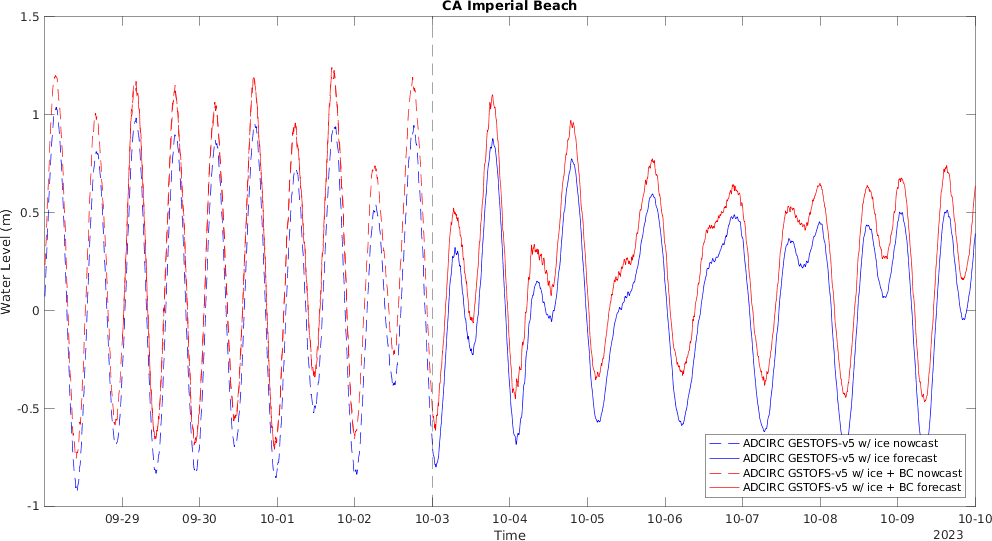 CA Imperial Beach
1.5
1
0.5
0
-0.5
-1
Water Level (m)
09-29
09-30
10-01
10-02
10-03
10-04
10-05
10-06
10-07
10-08
10-09
10-10
Time
2023
ADCIRC GESTOFS-v5 w/ ice nowcast
ADCIRC GESTOFS-v5 w/ ice forecast
ADCIRC GSTOFS-v5 w/ ice + BC nowcast
ADCIRC GSTOFS-v5 w/ ice + BC forecast